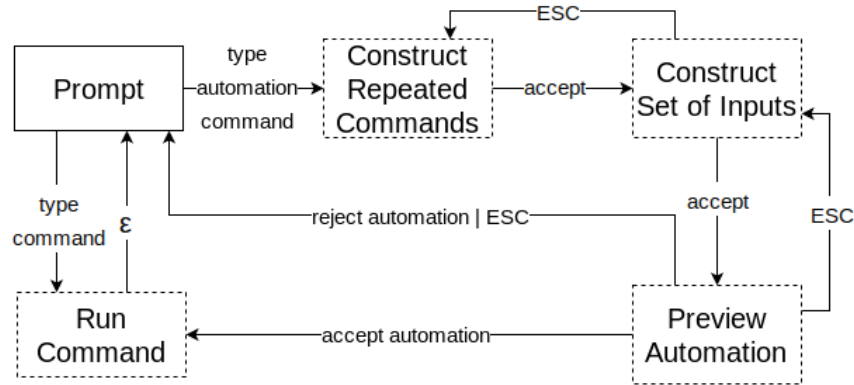 ESC
Prompt
type
automation
command
Construct
Repeated
Commands
accept
Construct
Set of Inputs
type
command
ε
reject automation | ESC
accept
ESC
Run
Command
accept automation
Preview
Automation